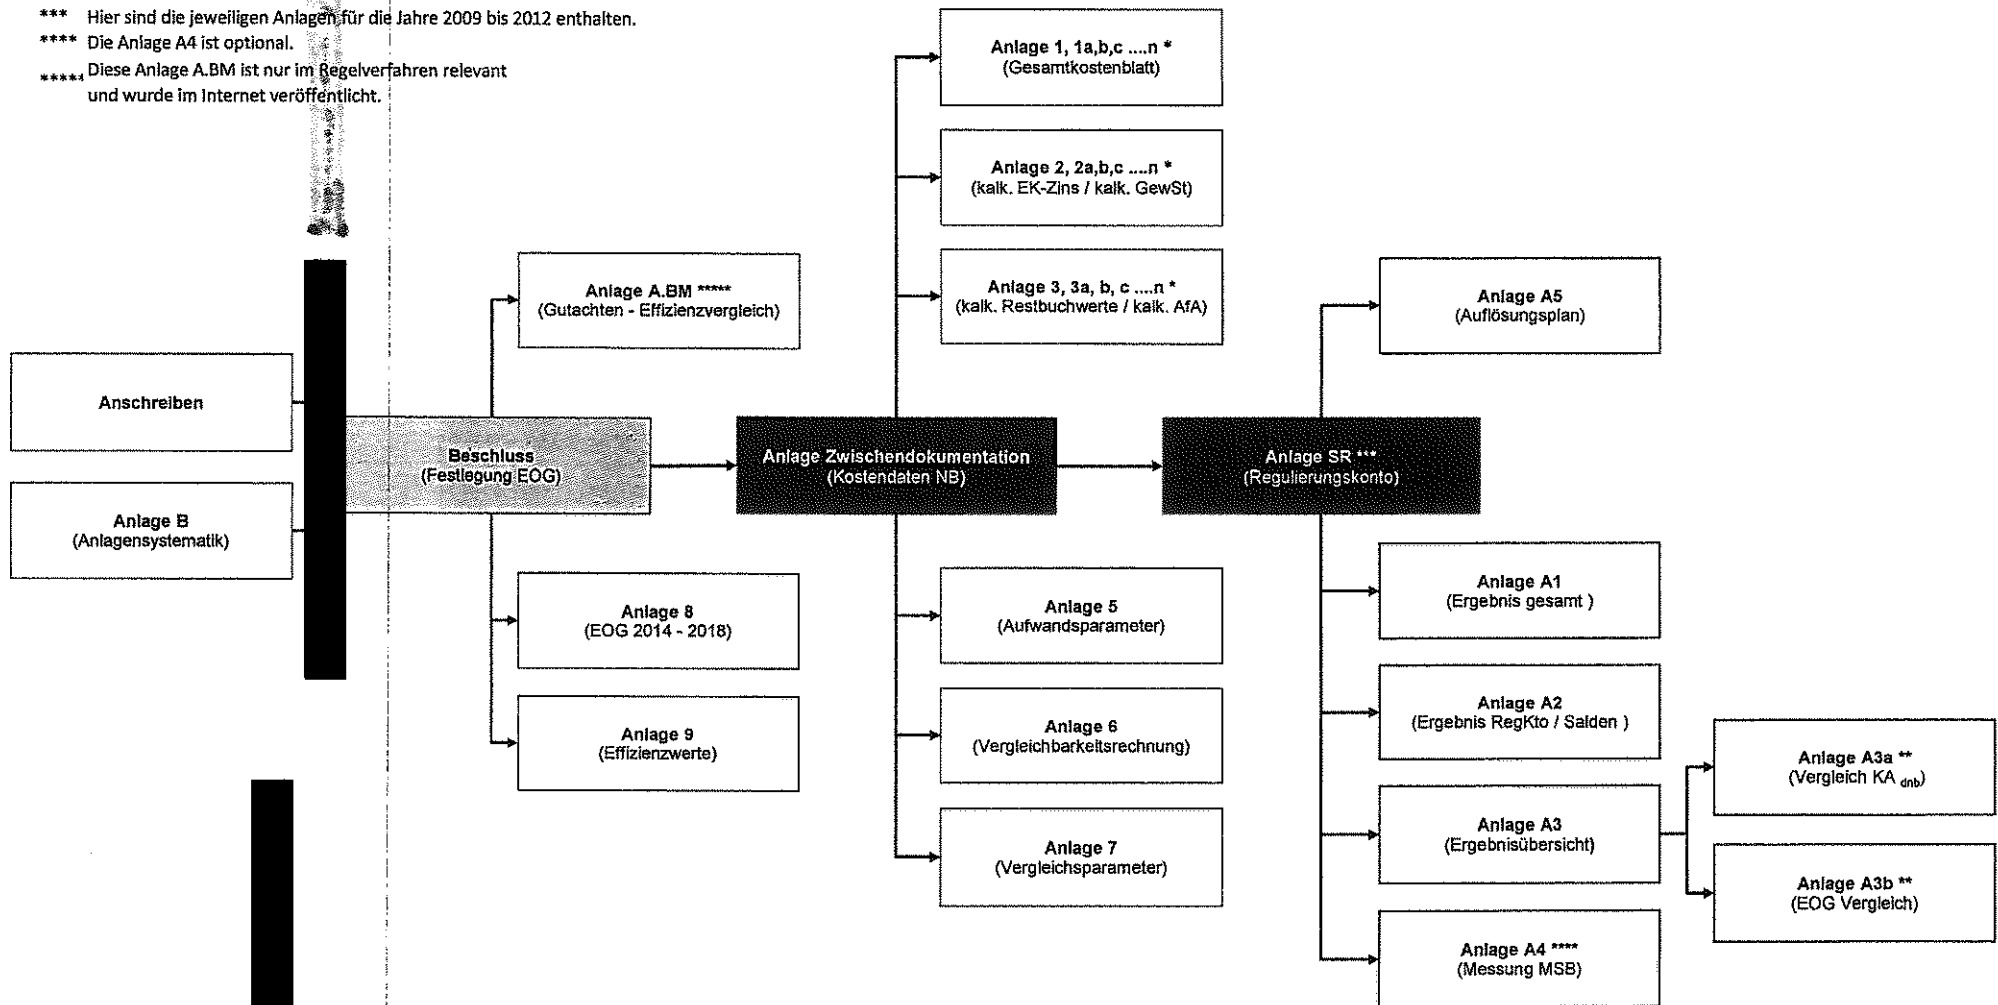 *** Hier sind die jeweiligen Anlagen für die Jahre 2009 bis 2012 enthalten.
**** Die Anlage A4 ist optional.
***** Diese Anlage A.BM ist nur im Regelverfahren relevant
und wurde im Internet veröffentlicht.
Anschreiben
Anlage B
(Anlagensystematik)
Beschluss
(Festlegung EOG)
Anlage A.BM *****
(Gutachten - Effizienzvergleich)
Anlage 8
(EOG 2014 - 2018)
Anlage 9
(Effizienzwerte)
Anlage Zwischendokumentation
(Kostendaten NB)
Anlage 1, 1a,b,c ....n *
(Gesamtkostenblatt)
Anlage 2, 2a,b,c ....n *
(kalk. EK-Zins / kalk. GewSt)
Anlage 3, 3a, b, c ....n *
(kalk. Restbuchwerte / kalk. AfA)
Anlage 5
(Aufwandsparameter)
Anlage 6
(Vergleichbarkeitsrechnung)
Anlage 7
(Vergleichsparameter)
Anlage SR ***
(Regulierungskonto)
Anlage A5
(Auflösungsplan)
Anlage A1
(Ergebnis gesamt )
Anlage A2
(Ergebnis RegKto / Salden )
Anlage A3
(Ergebnisübersicht)
Anlage A4 ****
(Messung MSB)
Anlage A3a **
(Vergleich KA dnb)
Anlage A3b **
(EOG Vergleich)